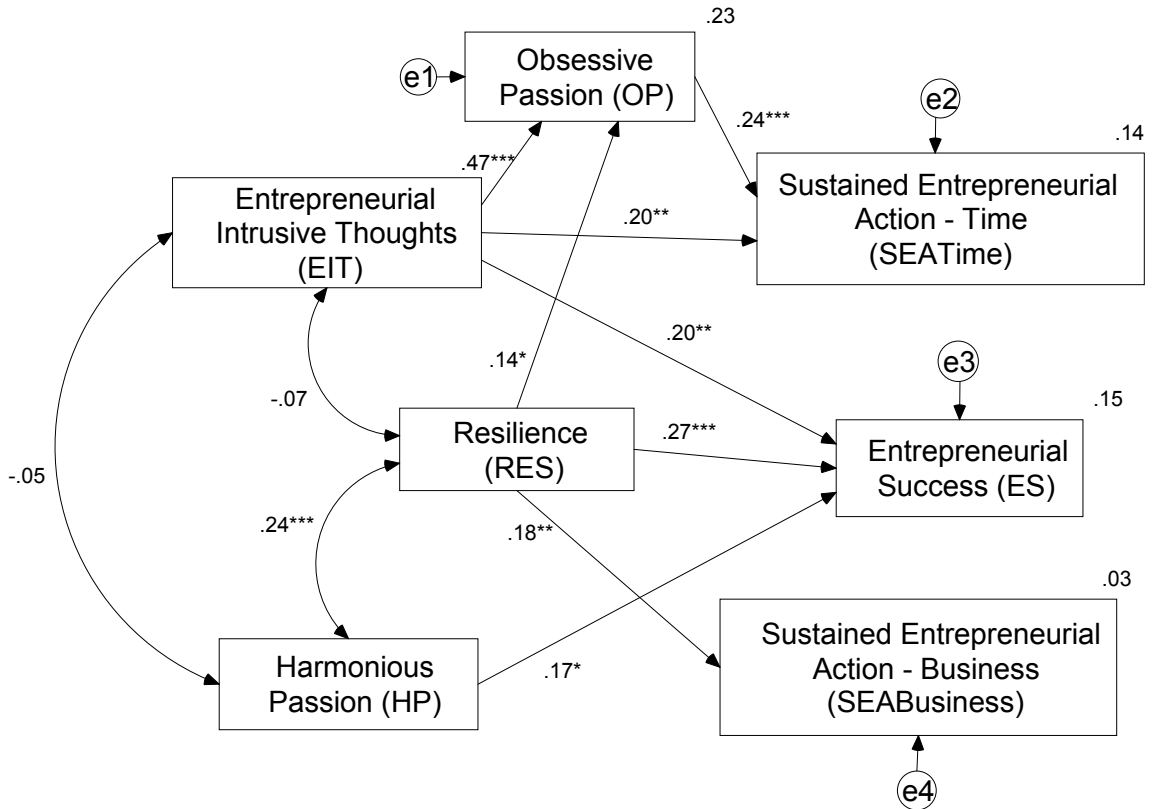 .23
Obsessive
Passion (OP)
e1
e2
.24***
.14
.47***
Sustained Entrepreneurial
Action - Time
(SEATime)
Entrepreneurial
Intrusive Thoughts
(EIT)
.20**
.20**
e3
.14*
-.07
.15
Resilience
(RES)
.27***
Entrepreneurial
Success (ES)
-.05
.24***
.18**
.03
Harmonious
Passion (HP)
.17*
Sustained Entrepreneurial
Action - Business
(SEABusiness)
e4